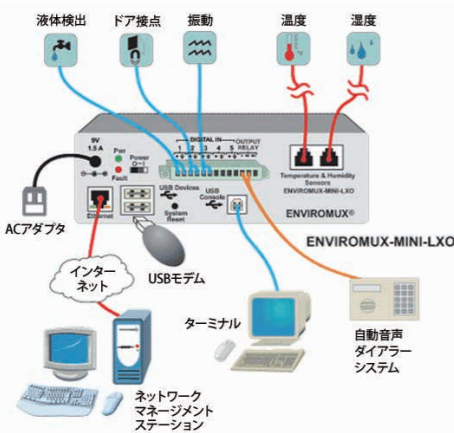 液体検出
ドア接点
振動
温度
湿度
9V
1.5 A
Pwr
Fault
Power
O — I
DIGITAL IN
1 2 3 4 5
OUTPUT
RELAY
Temperature & Humidity
Sensors
ENVIROMUX-MINI-LXO
Ethernet
USB Devices
System
Reset
USB
Console
ENVIROMUX®
ENVIROMUX-MINI-LXO
ACアダプタ
インター
ネット
USBモデム
ターミナル
自動音声
ダイアラー
システム
ネットワーク
マネージメント
ステーション